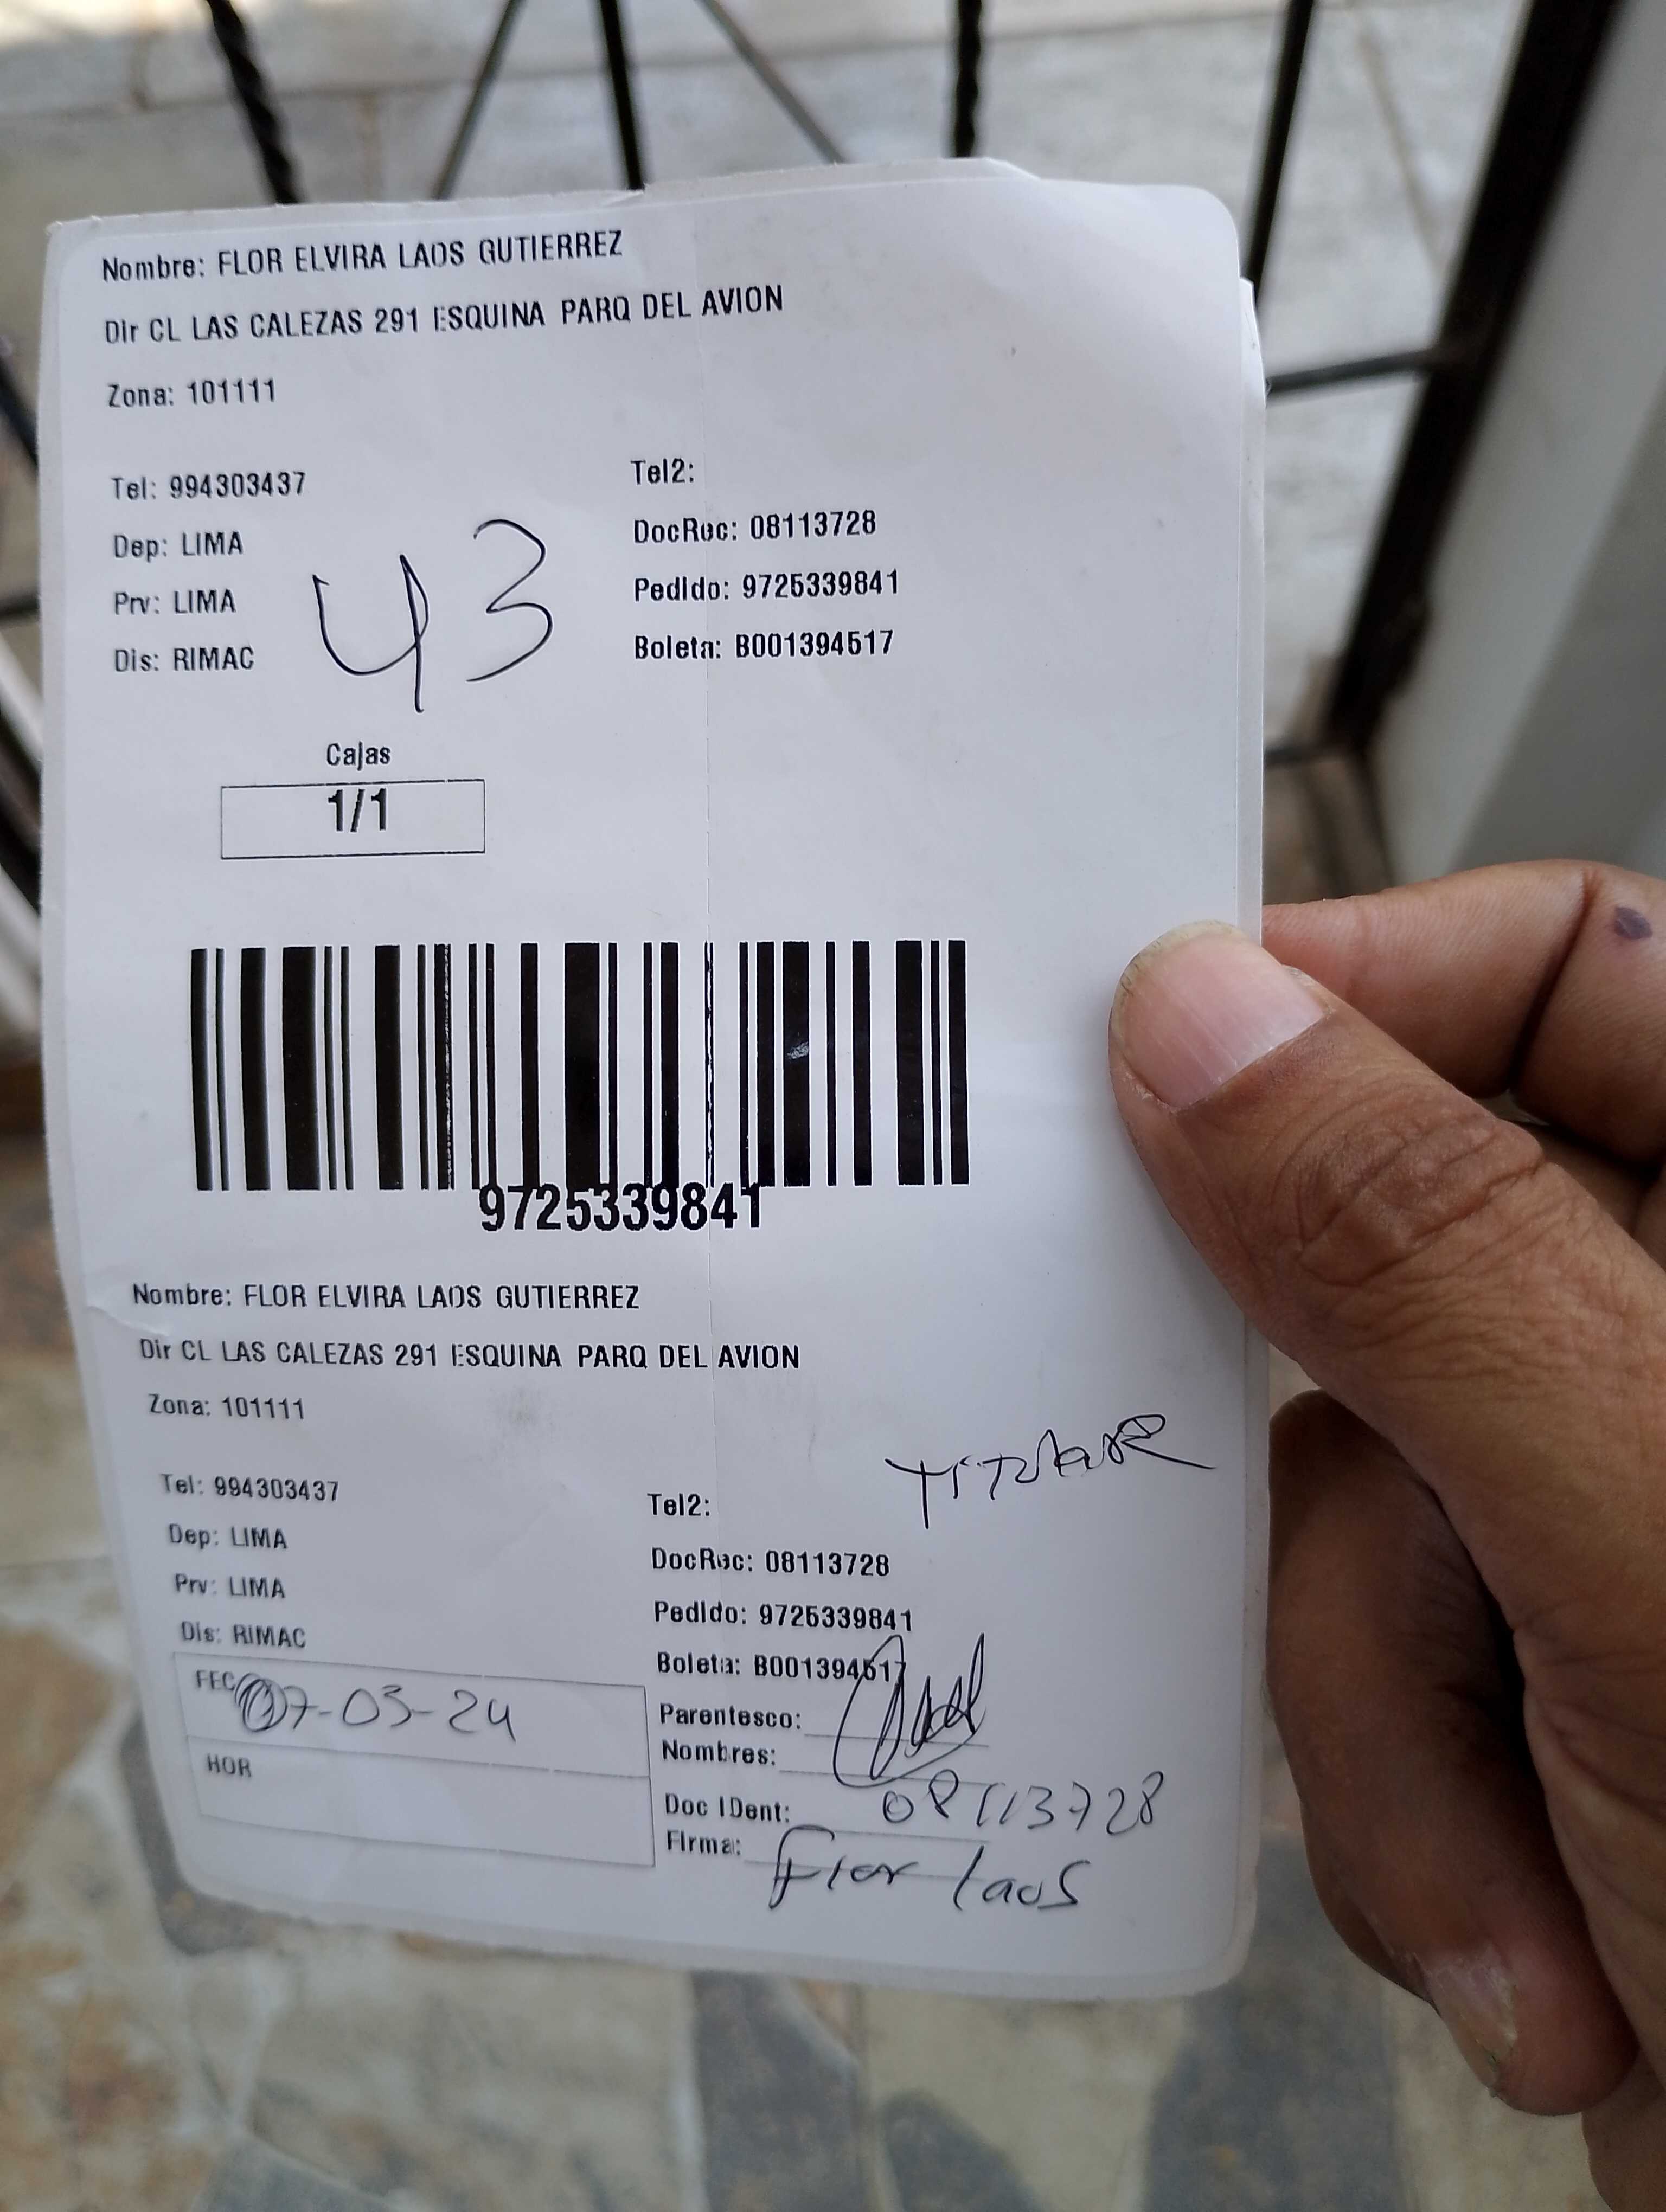 Nombre: FLOR ELVIRA LAOS GUTIERREZ
Dir CL LAS CALEZAS 291 ESQUINA PARQ DEL AVION
Zona: 101111
Tel: 994303437
Tel2:
Dep: LIMA
DocRec: 08113728
Prv: LIMA
Pedido: 9725339841
Dis: RIMAC
Boleta: B001394517
43
Cajas
1/1
9725339841
Nombre: FLOR ELVIRA LAOS GUTIERREZ
Dir CL LAS CALEZAS 291 ESQUINA PARQ DEL AVION
Zona: 101111
TITULAR
Tel: 994303437
Tel2:
Dep: LIMA
DocRec: 08113728
Prv: LIMA
Pedido: 9725339841
Dis: RIMAC
Boleta: B001394517
FEC 07-03-24
Parentesco:
HOR
Nombres:
Doc IDent: 08113728
Firma: Flor Laos